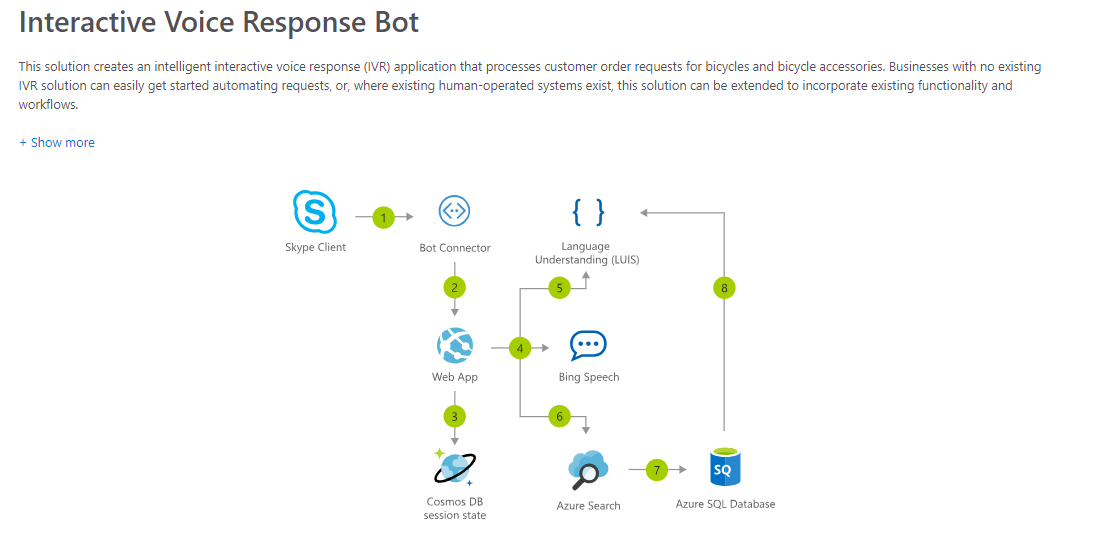 Interactive Voice Response Bot
This solution creates an intelligent interactive voice response (IVR) application that processes customer order requests for bicycles and bicycle accessories. Businesses with no existing
IVR solution can easily get started automating requests, or, where existing human-operated systems exist, this solution can be extended to incorporate existing functionality and
workflows.
+ Show more
S
1
{ }
Skype Client
Bot Connector
Language
Understanding (LUIS)
2
5
8
4
Web App
Bing Speech
3
6
7
SQ
Cosmos DB
session state
Azure Search
Azure SQL Database